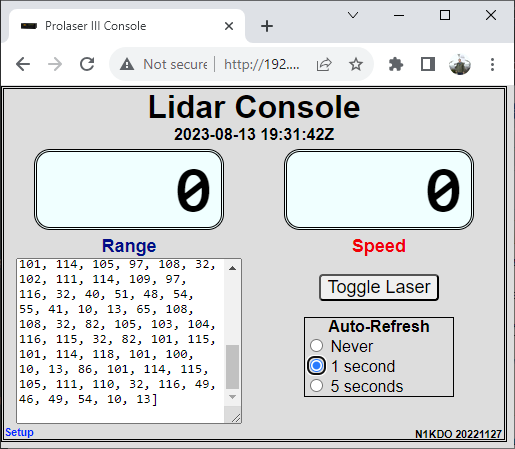 Prolaser III Console
Not secure
http://192....
Lidar Console
2023-08-13 19:31:42Z
0
0
Range
Speed
101, 114, 105, 97, 108, 32,
102, 111, 114, 109, 97,
116, 32, 40, 51, 48, 54,
55, 41, 10, 13, 65, 108,
108, 32, 82, 105, 103, 104,
116, 115, 32, 82, 101, 115,
101, 114, 118, 101, 100,
10, 13, 86, 101, 114, 115,
105, 111, 110, 32, 116, 49,
46, 49, 54, 10, 13]
Toggle Laser
Auto-Refresh
Never
1 second
5 seconds
Setup
N1KDO 20221127